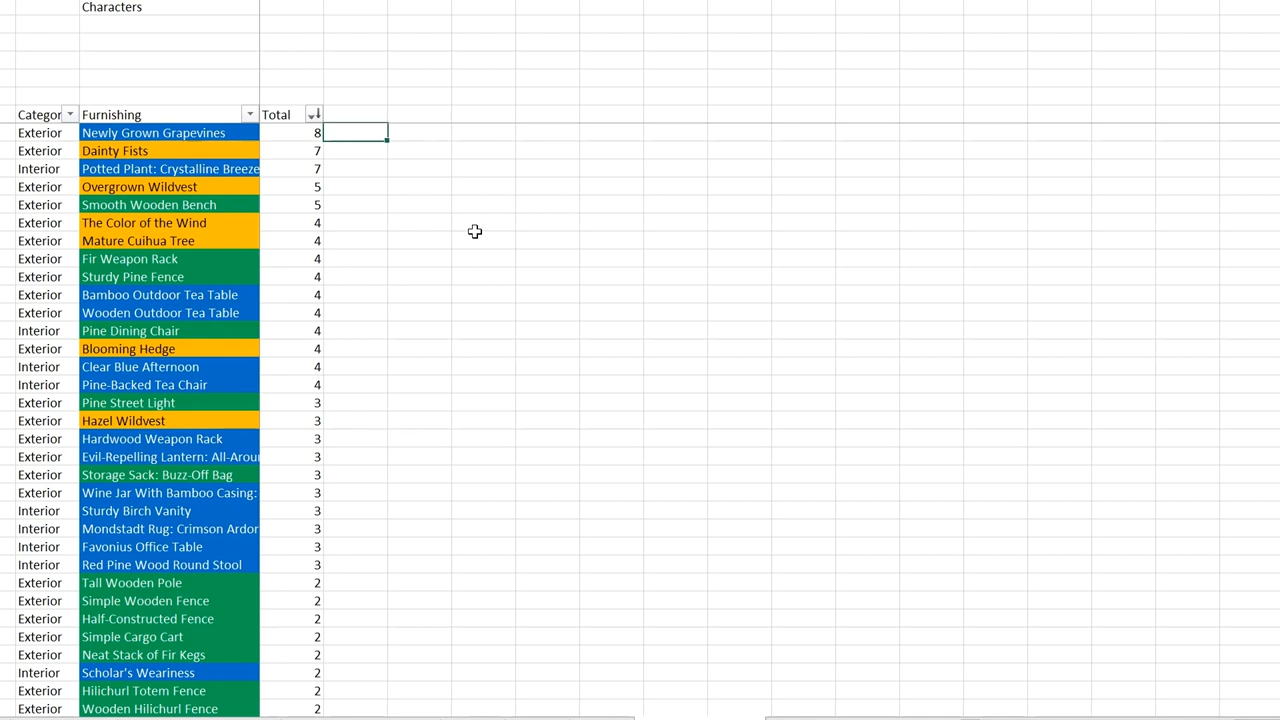 Characters
Categor Furnishing Total
Exterior Newly Grown Grapevines 8
Exterior Dainty Fists 7
Interior Potted Plant: Crystalline Breeze 7
Exterior Overgrown Wildvest 5
Exterior Smooth Wooden Bench 5
Exterior The Color of the Wind 4
Exterior Mature Cuihua Tree 4
Exterior Fir Weapon Rack 4
Exterior Sturdy Pine Fence 4
Exterior Bamboo Outdoor Tea Table 4
Exterior Wooden Outdoor Tea Table 4
Interior Pine Dining Chair 4
Exterior Blooming Hedge 4
Interior Clear Blue Afternoon 4
Interior Pine-Backed Tea Chair 4
Exterior Pine Street Light 3
Exterior Hazel Wildvest 3
Exterior Hardwood Weapon Rack 3
Exterior Evil-Repelling Lantern: All-Arou 3
Exterior Storage Sack: Buzz-Off Bag 3
Exterior Wine Jar With Bamboo Casing: 3
Interior Sturdy Birch Vanity 3
Interior Mondstadt Rug: Crimson Ardor 3
Interior Favonius Office Table 3
Interior Red Pine Wood Round Stool 3
Exterior Tall Wooden Pole 2
Exterior Simple Wooden Fence 2
Exterior Half-Constructed Fence 2
Exterior Simple Cargo Cart 2
Exterior Neat Stack of Fir Kegs 2
Interior Scholar's Weariness 2
Exterior Hilichurl Totem Fence 2
Exterior Wooden Hilichurl Fence 2